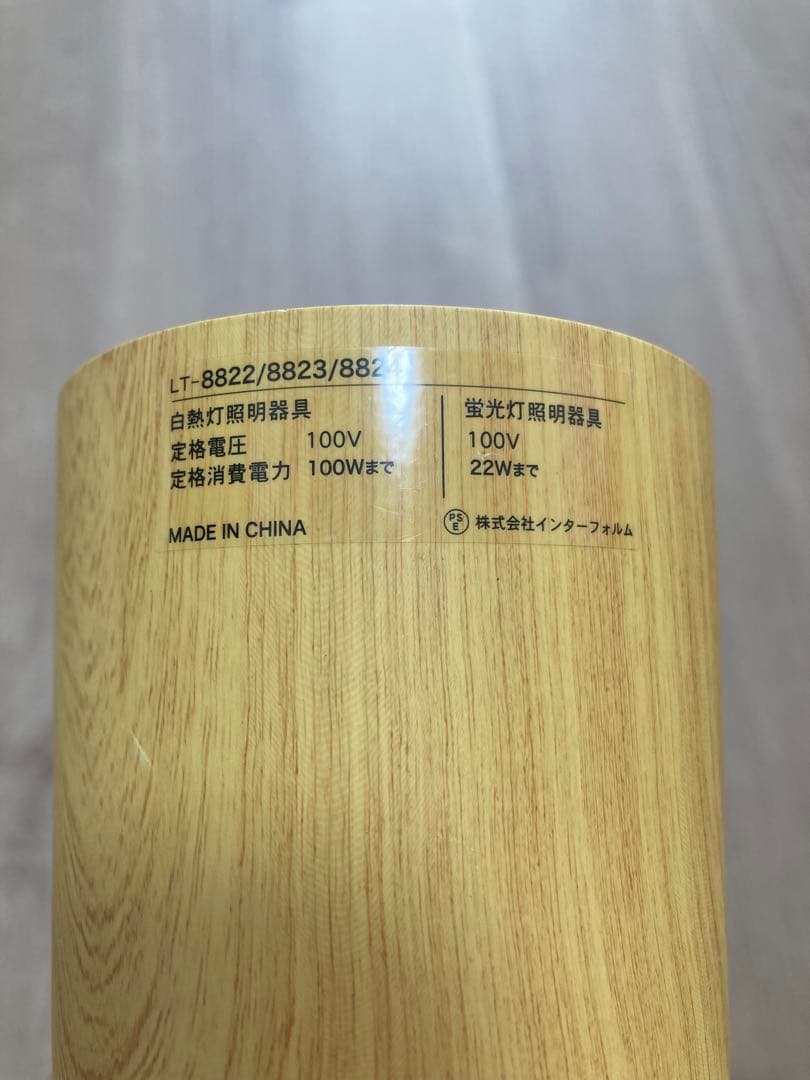 LT-8822/8823/8824
白熱灯照明器具
定格電圧 100V
定格消費電力 100Wまで
蛍光灯照明器具
100V
22Wまで
MADE IN CHINA
PSE 株式会社インターフォルム